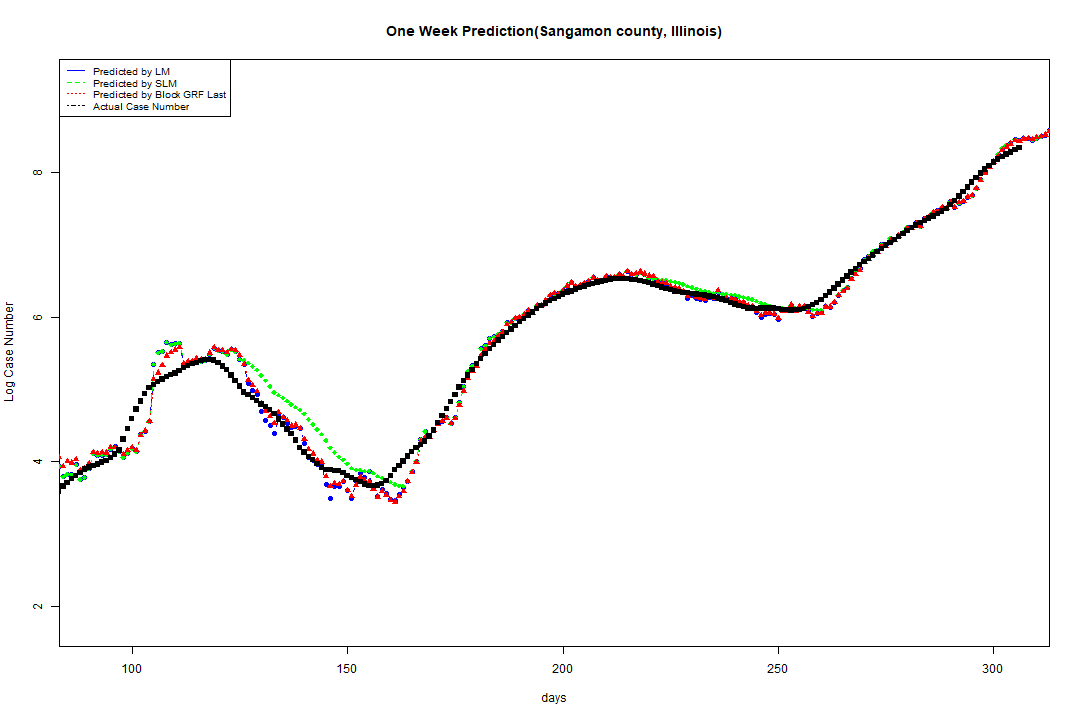 One Week Prediction(Sangamon county, Illinois)
Predicted by LM
Predicted by SLM
Predicted by Block GRF Last
Actual Case Number
8
6
4
2
Log Case Number
100 150 200 250 300
days